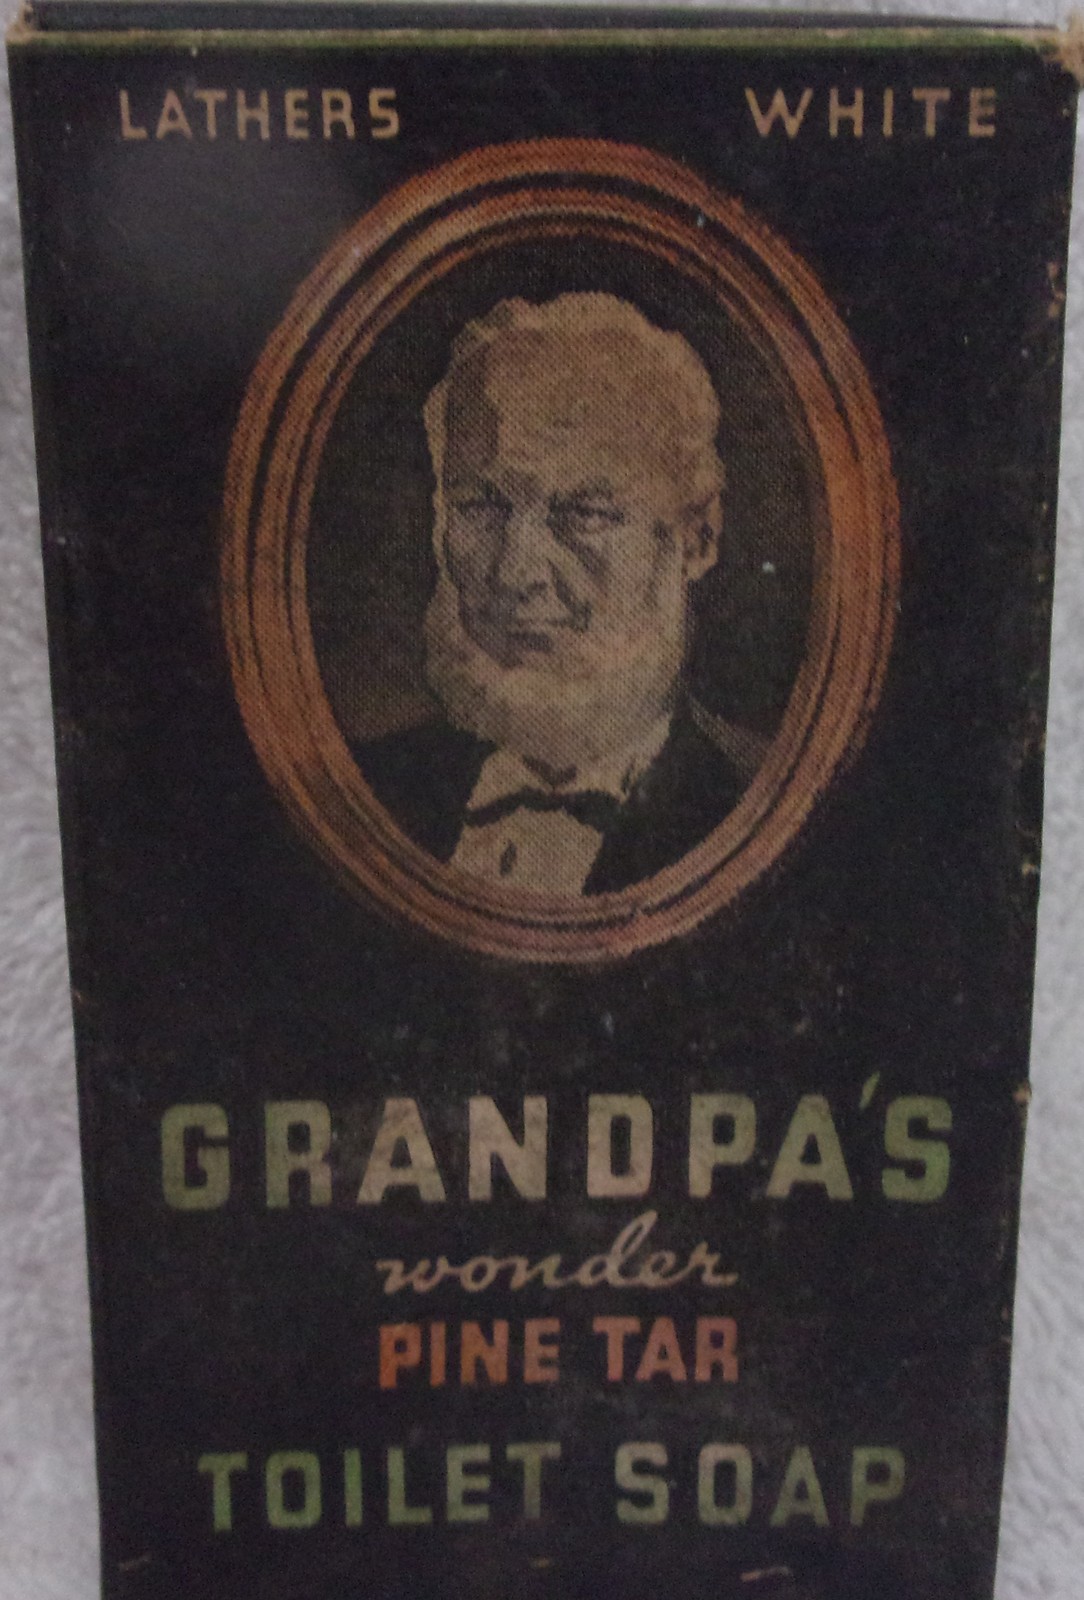 LATHERS WHITE
GRANDPA'S
wonder
PINE TAR
TOILET SOAP